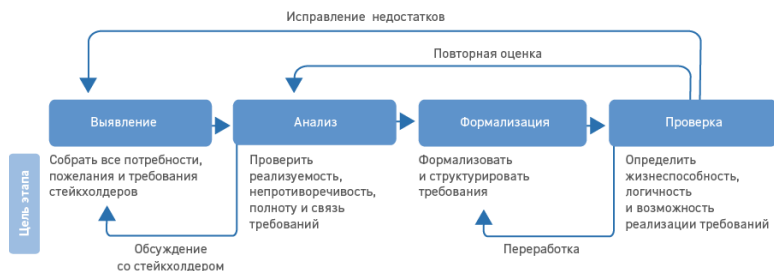 Исправление недостатков
Повторная оценка
Выявление
Анализ
Формализация
Проверка
Цель этапа
Собрать все потребности,
пожелания и требования
стейкхолдеров
Проверить
реализуемость,
непротиворечивость,
полноту и связь
требований
Формализовать
и структурировать
требования
Определить
жизнеспособность,
логичность
и возможность
реализации требований
Обсуждение
со стейкхолдером
Переработка